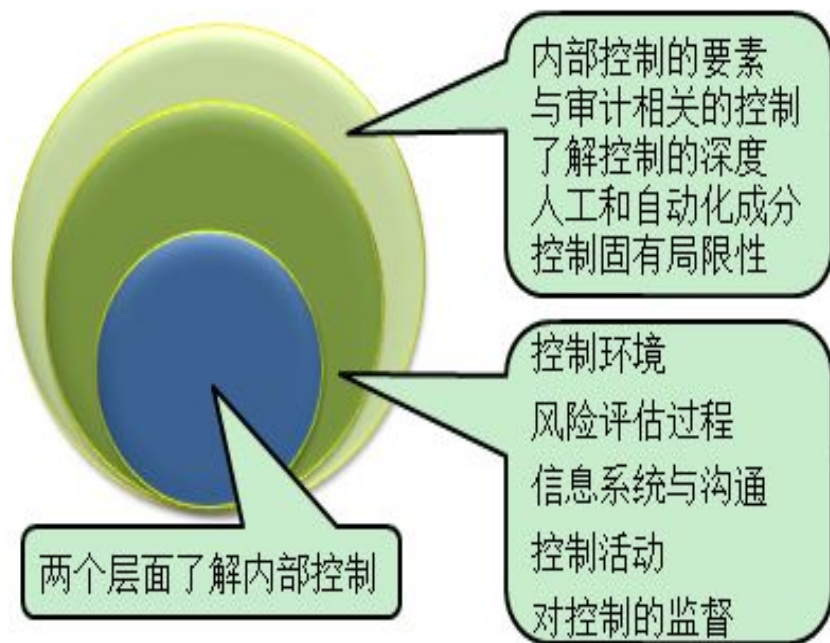 内部控制的要素
与审计相关的控制
了解控制的深度
人工和自动化成分
控制固有局限性
控制环境
风险评估过程
信息系统与沟通
控制活动
对控制的监督
两个层面了解内部控制